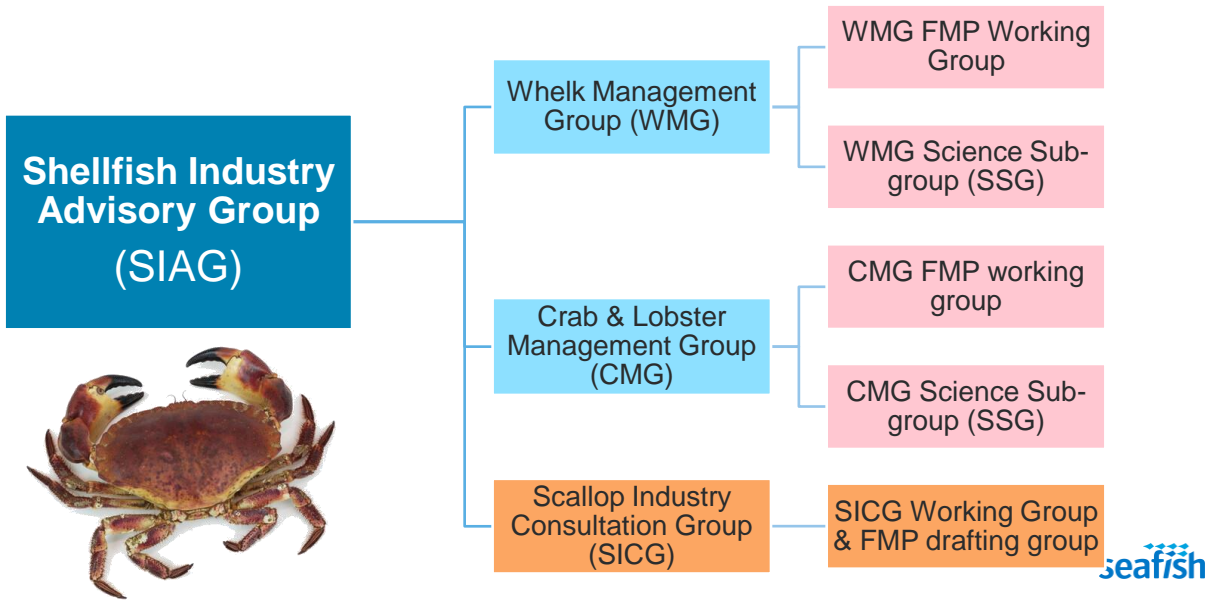 Shellfish Industry
Advisory Group
(SIAG)
Whelk Management
Group (WMG)
WMG FMP Working
Group
WMG Science Sub-
group (SSG)
Crab & Lobster
Management Group
(CMG)
CMG FMP working
group
CMG Science Sub-
group (SSG)
Scallop Industry
Consultation Group
(SICG)
SICG Working Group
& FMP drafting group
seafish